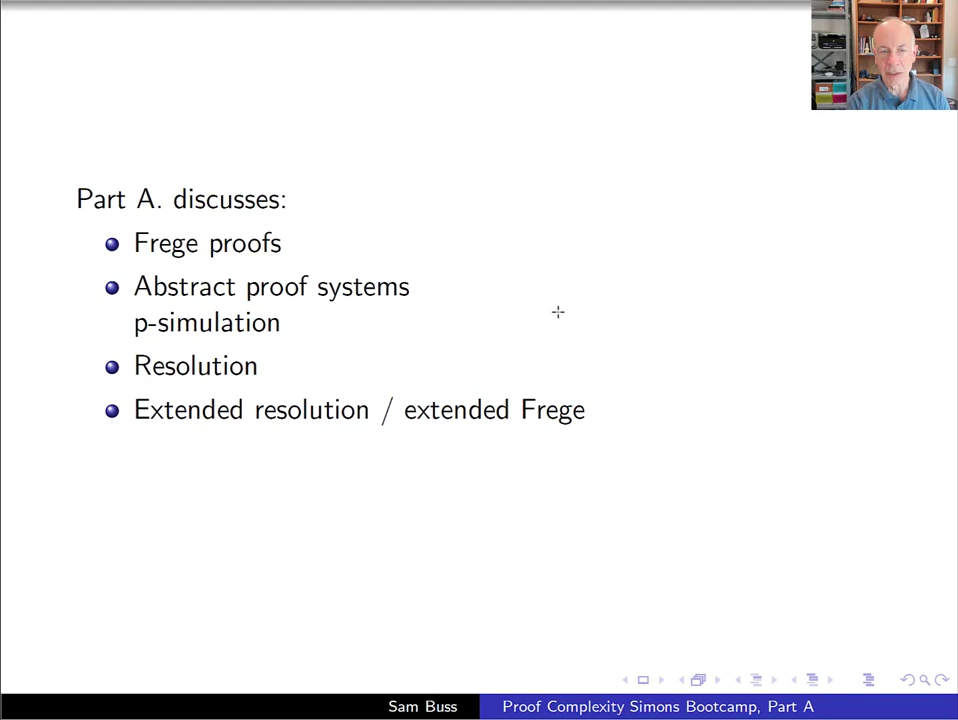 Part A. discusses:
Frege proofs
Abstract proof systems
p-simulation
Resolution
Extended resolution / extended Frege
Sam Buss
Proof Complexity Simons Bootcamp, Part A